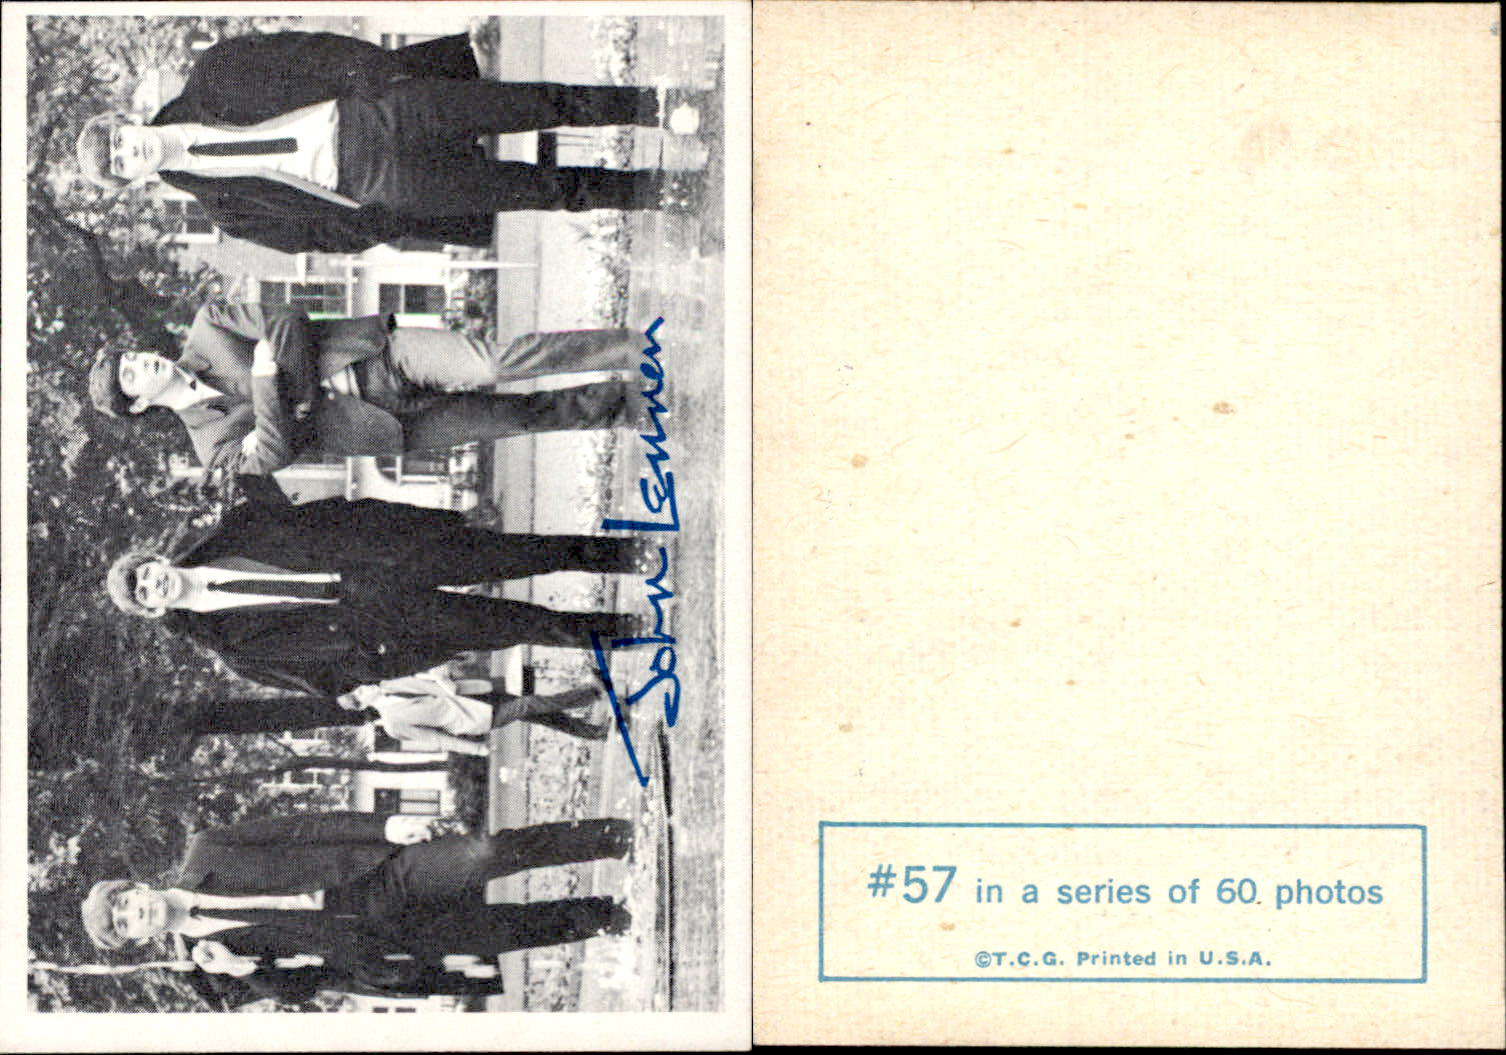 John Lennon
#57 in a series of 60 photos
©T.C.G. Printed in U.S.A.